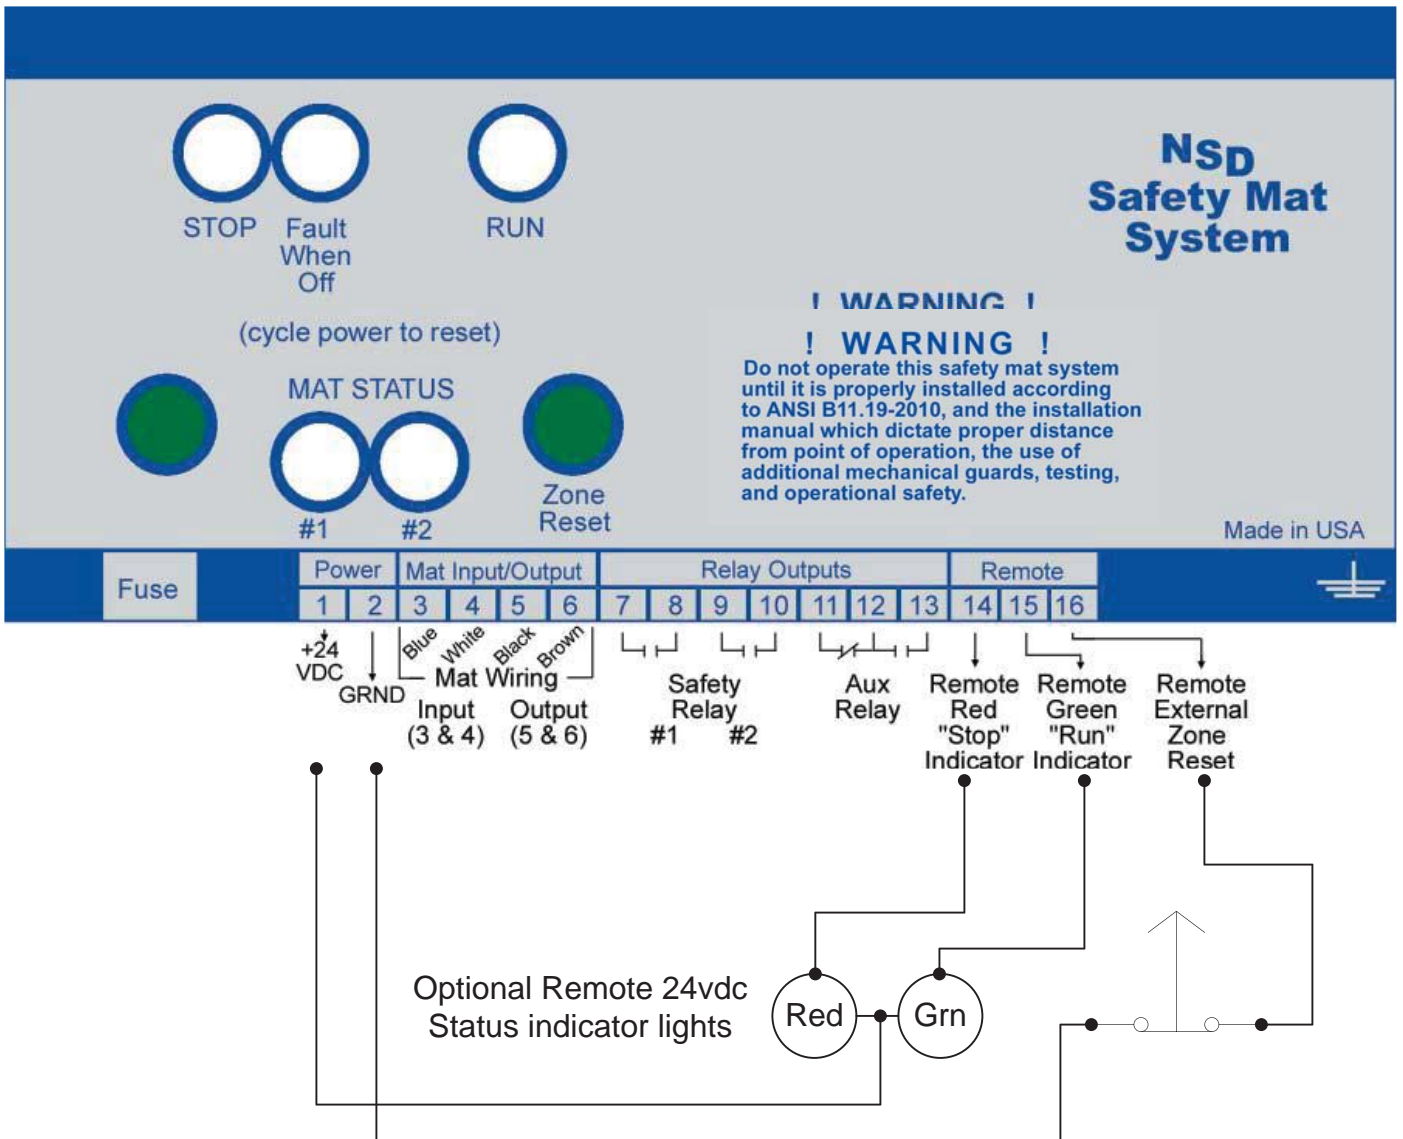 NSD
Safety Mat
System
STOP
Fault
When
Off
RUN
(cycle power to reset)
! WARNING !
! WARNING !
Do not operate this safety mat system
until it is properly installed according
to ANSI B11.19-2010, and the installation
manual which dictate proper distance
from point of operation, the use of
additional mechanical guards, testing,
and operational safety.
MAT STATUS
#1
#2
Zone
Reset
Made in USA
Fuse
Power
Mat Input/Output
Relay Outputs
Remote
1 2 3 4 5 6 7 8 9 10 11 12 13 14 15 16
+24
VDC
GRND
Blue
White
Black
Brown
Mat Wiring
Input
(3 & 4)
Output
(5 & 6)
Safety
Relay
#1 #2
Aux
Relay
Remote
Red
"Stop"
Indicator
Remote
Green
"Run"
Indicator
Remote
External
Zone
Reset
Optional Remote 24vdc
Status indicator lights
Red
Grn